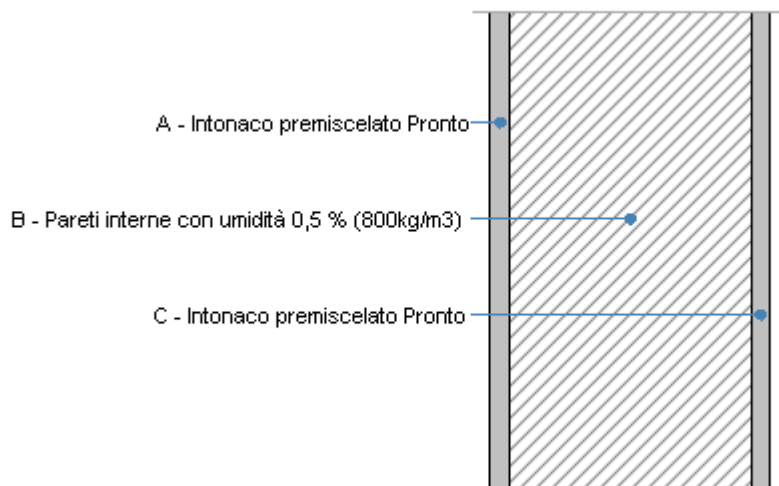 A - Intonaco premiscelato Pronto
B - Pareti interne con umidità 0,5 % (800kg/m3)
C - Intonaco premiscelato Pronto